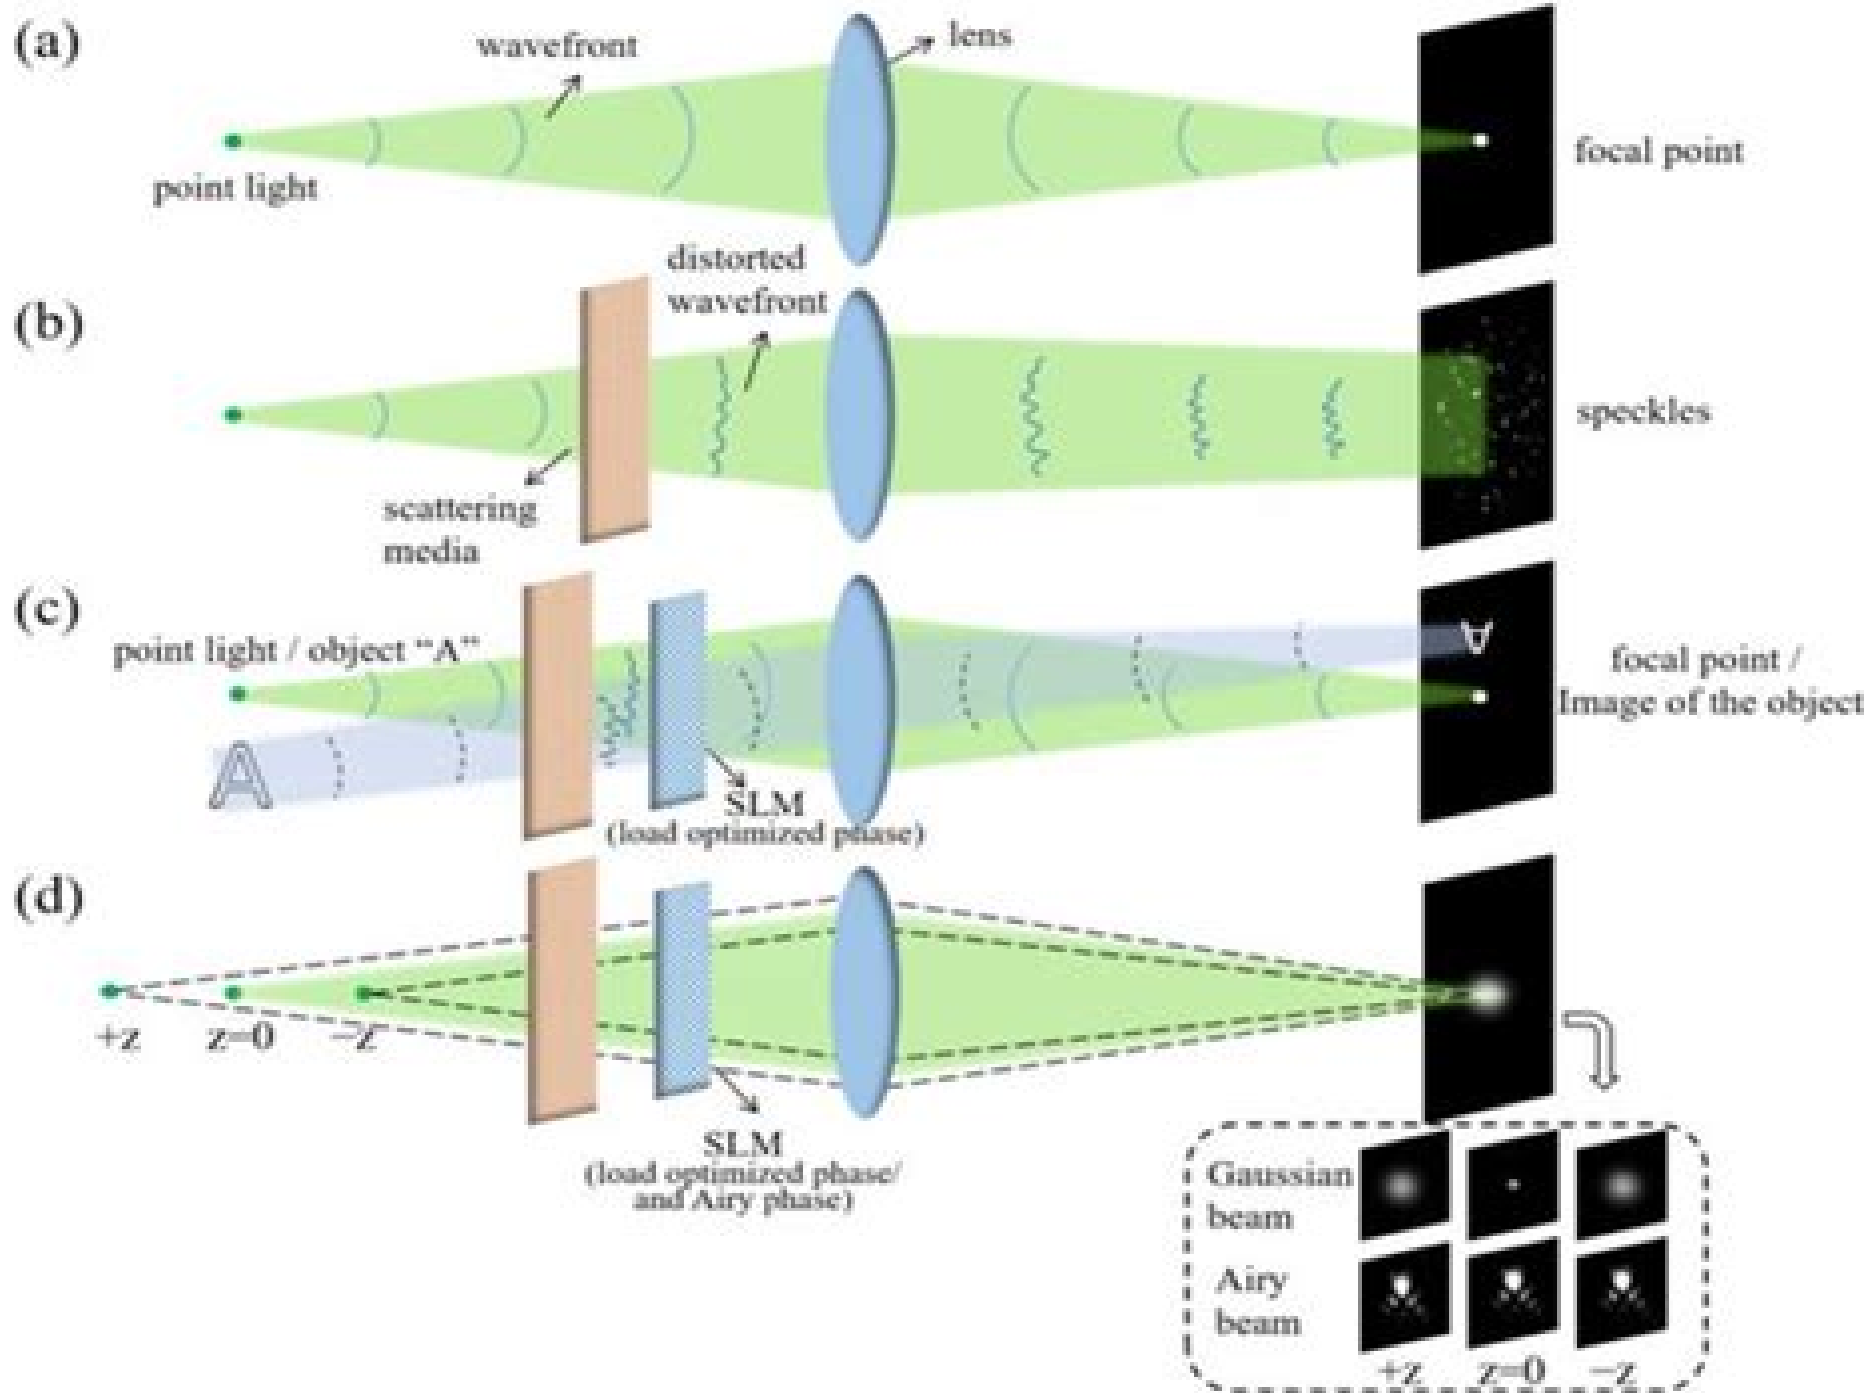 (a)
wavefront
lens
point light
focal point
(b)
distorted
wavefront
scattering
media
speckles
(c)
point light / object “A”
A
A
SLM
(load optimized phase)
focal point /
Image of the object
(d)
+z
z=0
−z
SLM
(load optimized phase/
and Airy phase)
Gaussian
beam
Airy
beam
+z
z=0
−z